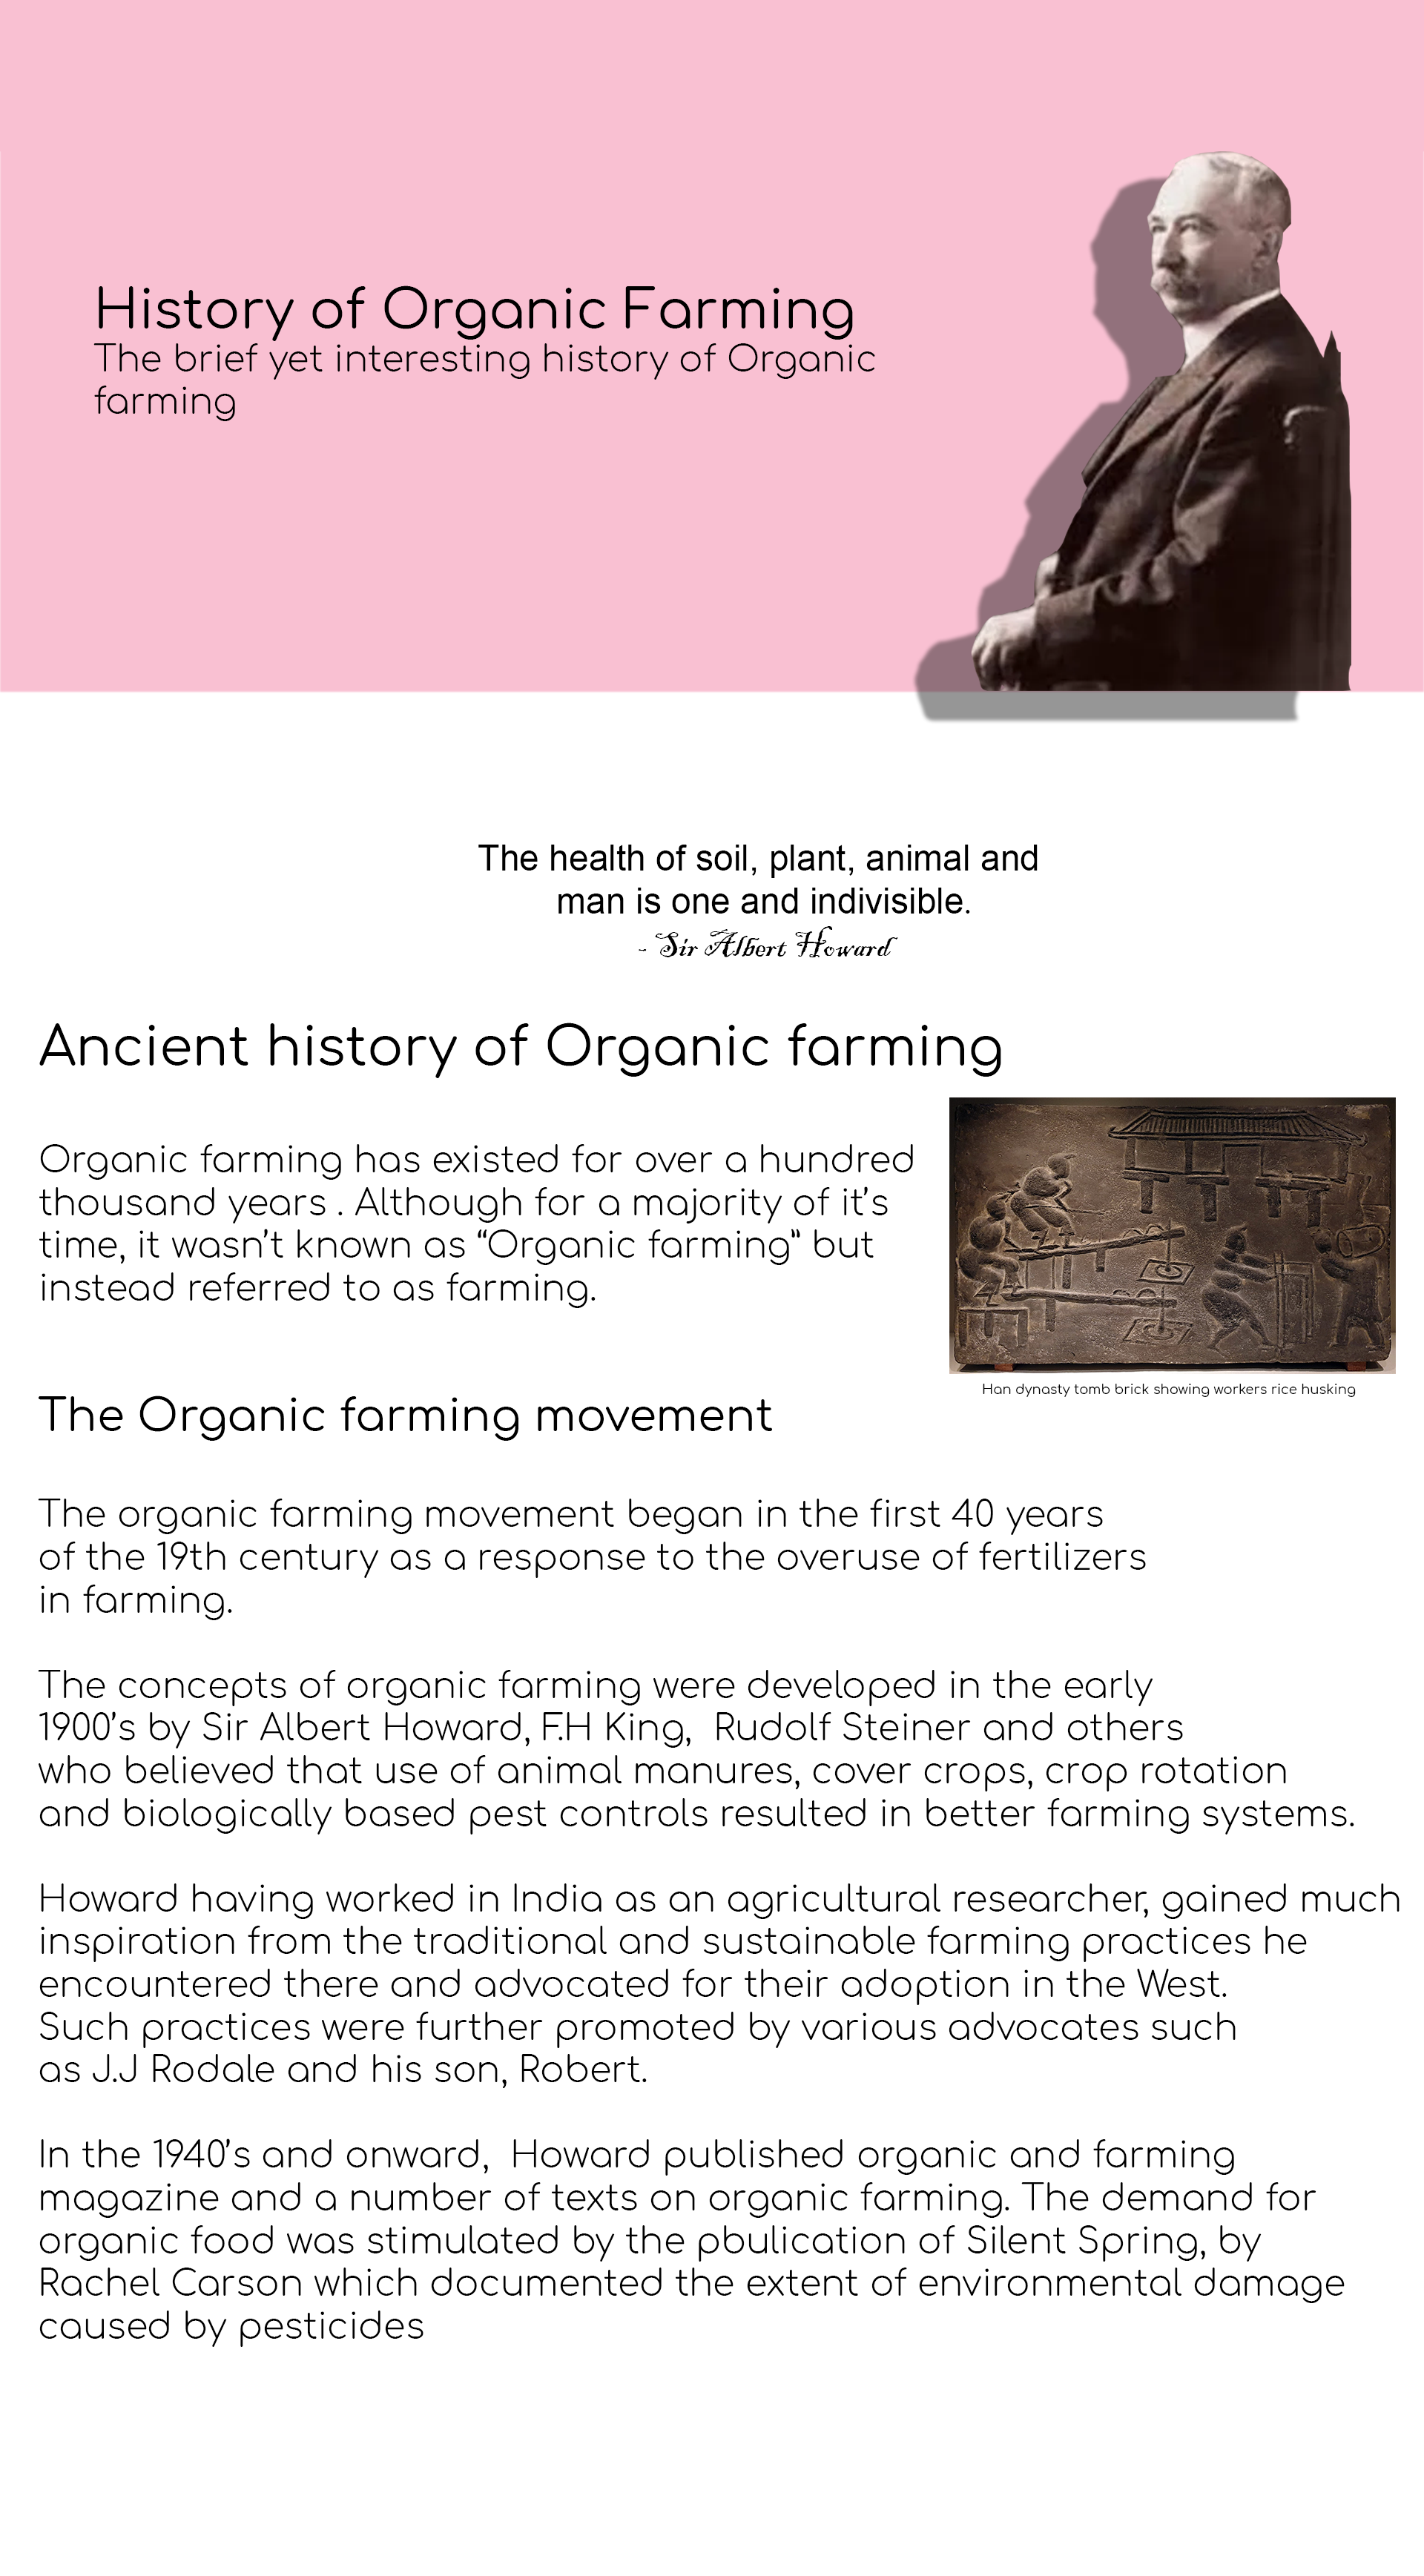 History of Organic Farming
The brief yet interesting history of Organic
farming
The health of soil, plant, animal and
man is one and indivisible.
- Sir Albert Howard
Ancient history of Organic farming
Organic farming has existed for over a hundred
thousand years . Although for a majority of it’s
time, it wasn’t known as “Organic farming” but
instead referred to as farming.
Han dynasty tomb brick showing workers rice husking
The Organic farming movement
The organic farming movement began in the first 40 years
of the 19th century as a response to the overuse of fertilizers
in farming.
The concepts of organic farming were developed in the early
1900’s by Sir Albert Howard, F.H King,  Rudolf Steiner and others
who believed that use of animal manures, cover crops, crop rotation
and biologically based pest controls resulted in better farming systems.
Howard having worked in India as an agricultural researcher, gained much
inspiration from the traditional and sustainable farming practices he
encountered there and advocated for their adoption in the West.
Such practices were further promoted by various advocates such
as J.J Rodale and his son, Robert.
In the 1940’s and onward,  Howard published organic and farming
magazine and a number of texts on organic farming. The demand for
organic food was stimulated by the pbulication of Silent Spring, by
Rachel Carson which documented the extent of environmental damage
caused by pesticides